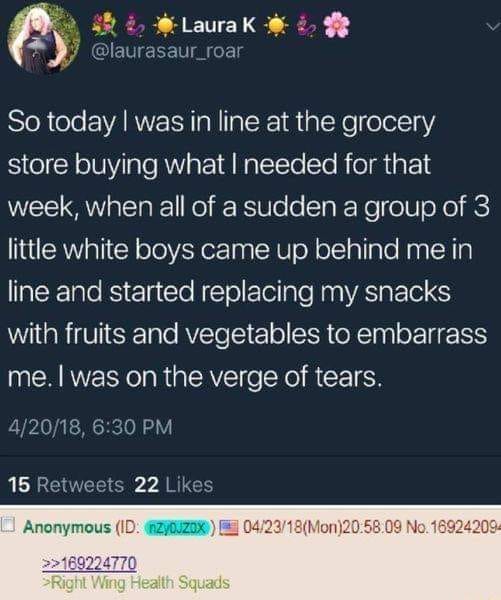 Laura K
@laurasaur_roar
So today I was in line at the grocery
store buying what I needed for that
week, when all of a sudden a group of 3
little white boys came up behind me in
line and started replacing my snacks
with fruits and vegetables to embarrass
me. I was on the verge of tears.
4/20/18, 6:30 PM
15 Retweets 22 Likes
Anonymous (ID: nZyOJZOX) 04/23/18(Mon)20:58:09 No.16924209
>>169224770
>Right Wing Health Squads